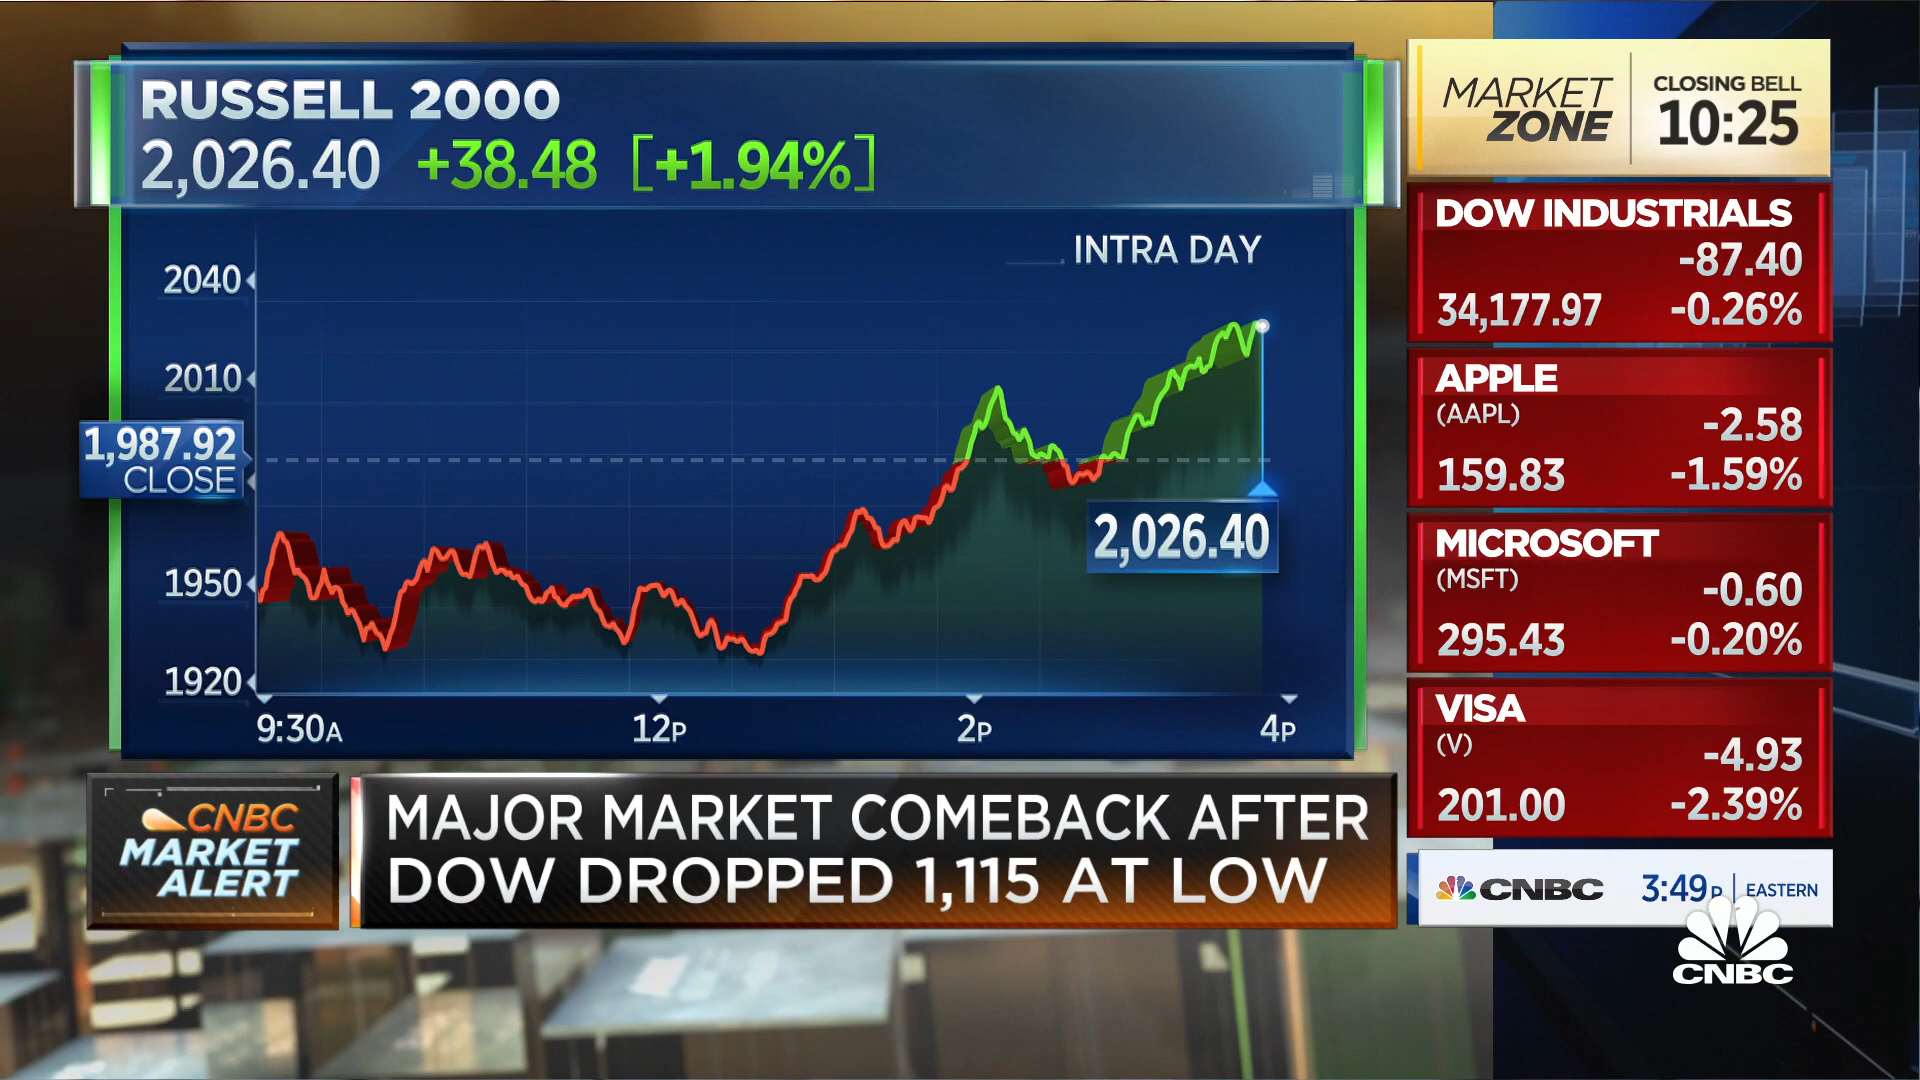 RUSSELL 2000
2,026.40 +38.48 [+1.94%]
INTRA DAY
2040
2010
1,987.92
CLOSE
1950
1920
2,026.40
9:30A 12P 2P 4P
CNBC
MARKET
ALERT
MAJOR MARKET COMEBACK AFTER
DOW DROPPED 1,115 AT LOW
MARKET
ZONE
CLOSING BELL
10:25
DOW INDUSTRIALS
-87.40
34,177.97 -0.26%
APPLE
(AAPL)
-2.58
159.83 -1.59%
MICROSOFT
(MSFT)
-0.60
295.43 -0.20%
VISA
(V)
-4.93
201.00 -2.39%
CNBC 3:49P EASTERN
CNBC